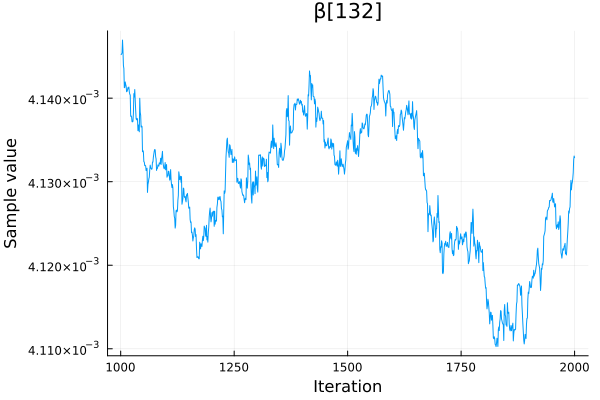 β[132]
Sample value
4.140×10⁻³
4.130×10⁻³
4.120×10⁻³
4.110×10⁻³
1000 1250 1500 1750 2000
Iteration